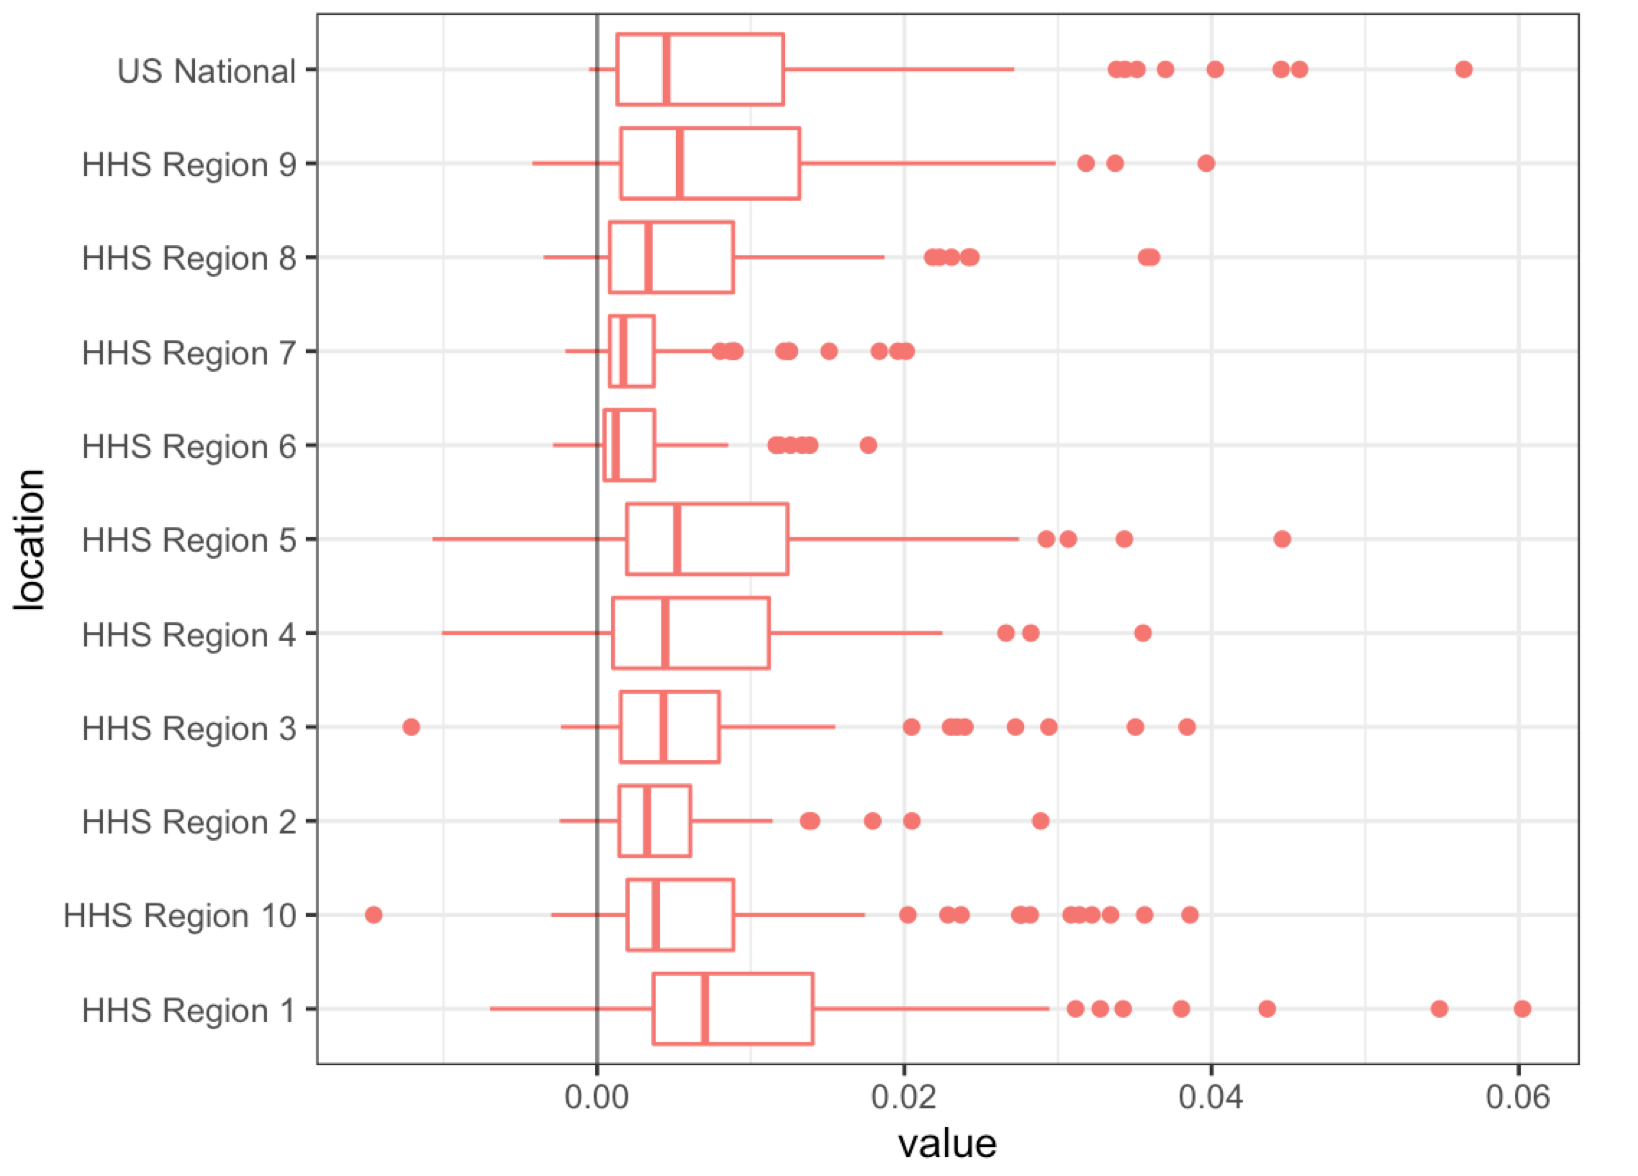 US National
HHS Region 9
HHS Region 8
HHS Region 7
HHS Region 6
HHS Region 5
HHS Region 4
HHS Region 3
HHS Region 2
HHS Region 10
HHS Region 1
location
0.00 0.02 0.04 0.06
value